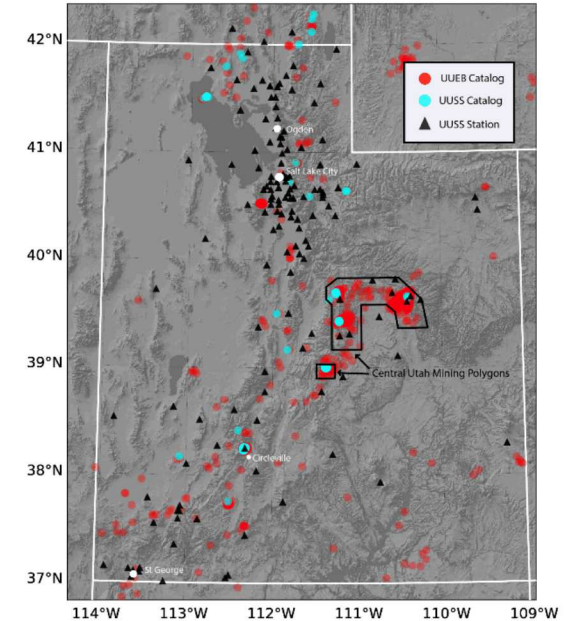 42°N
41°N
40°N
39°N
38°N
37°N
114°W
113°W
112°W
111°W
110°W
109°W
UUEB Catalog
UUSS Catalog
UUSS Station
Ogden
Salt Lake City
Central Utah Mining Polygons
Circleville
St George